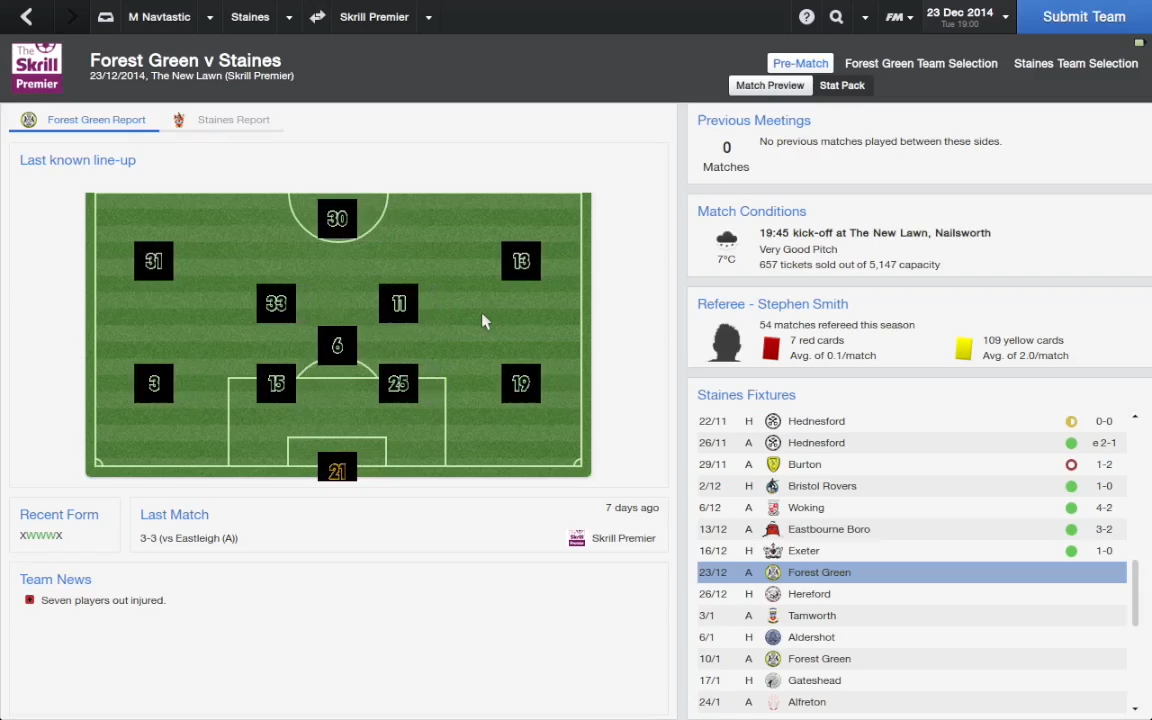 M Navtastic
Staines
Skrill Premier
FM
23 Dec 2014
Tue 19:00
Submit Team
The
Skrill
Premier
Forest Green v Staines
23/12/2014, The New Lawn (Skrill Premier)
Pre-Match
Forest Green Team Selection
Staines Team Selection
Match Preview
Stat Pack
Forest Green Report
Staines Report
Last known line-up
30
31
13
33
11
6
3
15
25
19
21
Recent Form
XWWWX
Last Match
7 days ago
3-3 (vs Eastleigh (A))
Skrill Premier
Team News
Seven players out injured.
Previous Meetings
0
Matches
No previous matches played between these sides.
Match Conditions
7°C
19:45 kick-off at The New Lawn, Nailsworth
Very Good Pitch
657 tickets sold out of 5,147 capacity
Referee - Stephen Smith
54 matches refereed this season
7 red cards
Avg. of 0.1/match
109 yellow cards
Avg. of 2.0/match
Staines Fixtures
22/11 H Hednesford 0-0
26/11 A Hednesford e 2-1
29/11 A Burton 1-2
2/12 H Bristol Rovers 1-0
6/12 A Woking 4-2
13/12 A Eastbourne Boro 3-2
16/12 H Exeter 1-0
23/12 A Forest Green
26/12 H Hereford
3/1 A Tamworth
6/1 H Aldershot
10/1 A Forest Green
17/1 H Gateshead
24/1 A Alfreton